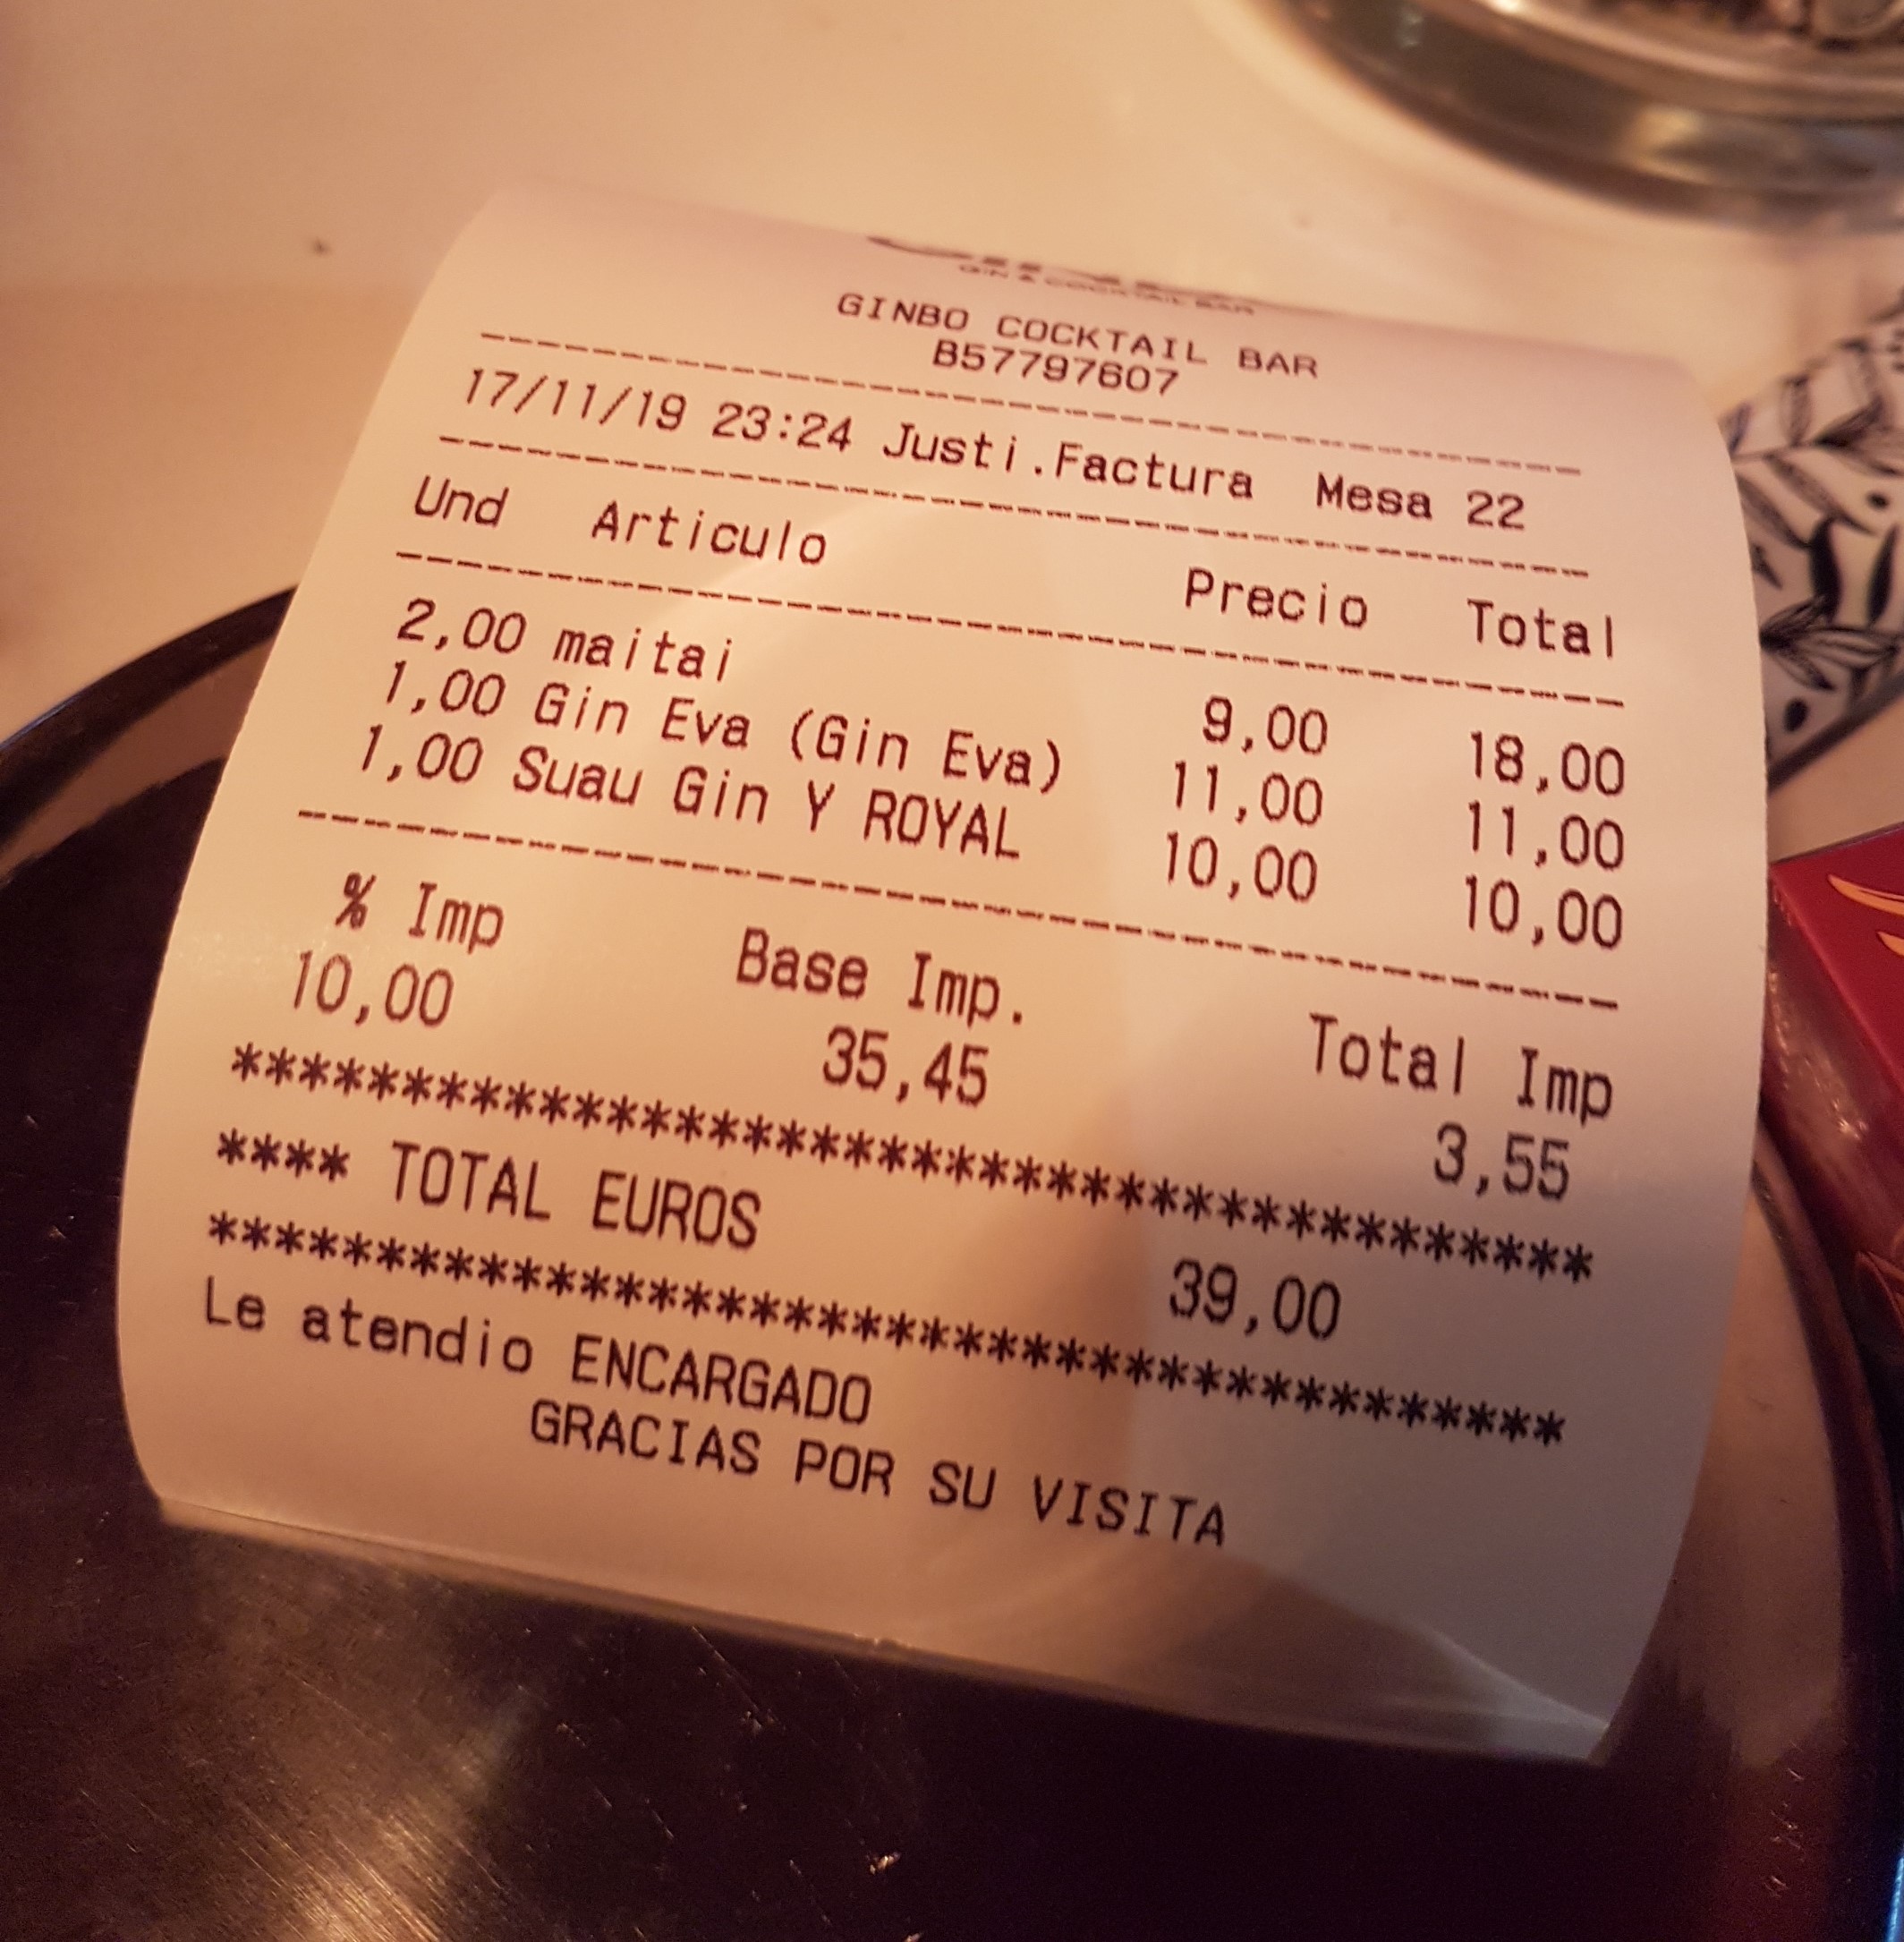 GIN & COCKTAIL BAR
GINBO COCKTAIL BAR
B57797607
17/11/19 23:24 Justi.Factura Mesa 22
Und Articulo Precio Total
2,00 maitai 9,00 18,00
1,00 Gin Eva (Gin Eva) 11,00 11,00
1,00 Suau Gin Y ROYAL 10,00 10,00
% Imp Base Imp. Total Imp
10,00 35,45 3,55
****************************************
**** TOTAL EUROS 39,00
****************************************
Le atendio ENCARGADO
GRACIAS POR SU VISITA